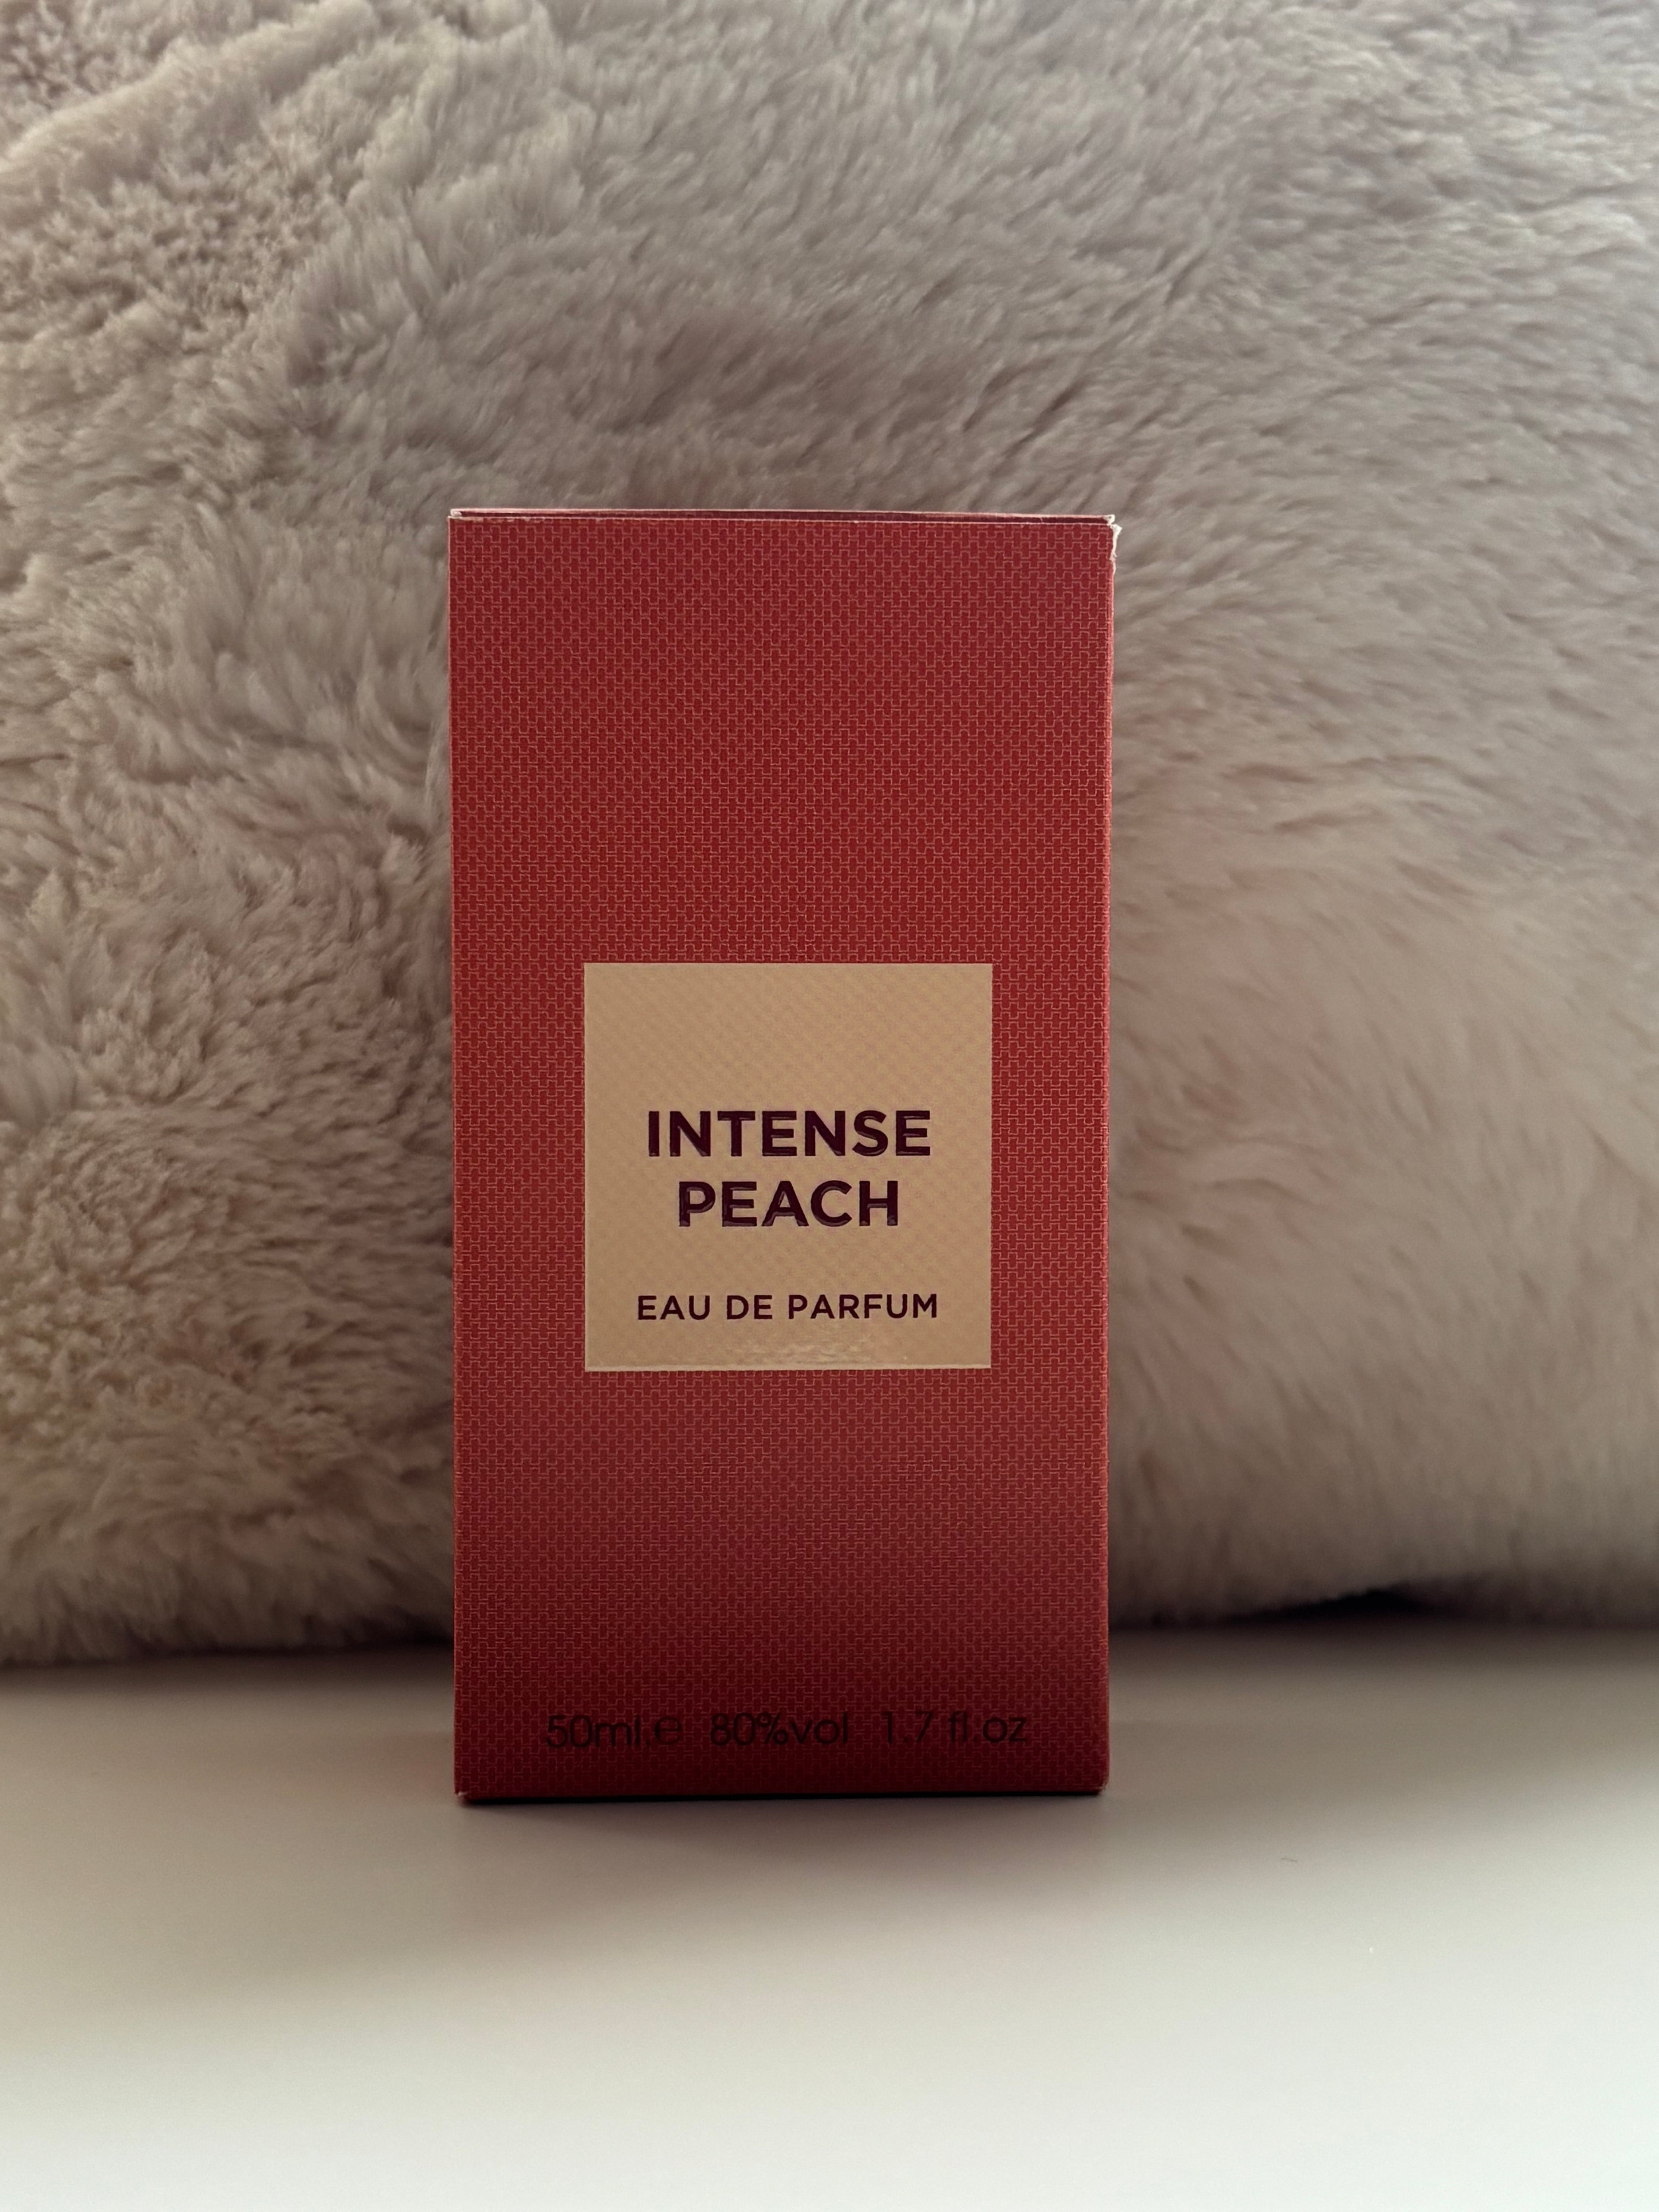 INTENSE
PEACH
EAU DE PARFUM
50ml ℮ 80%vol 1.7 fl oz